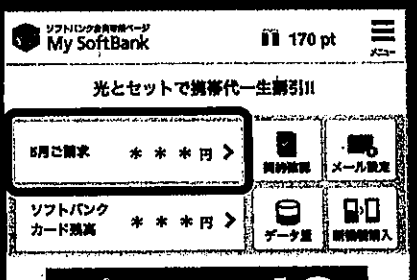 ソフトバンク会員専用ページ
My SoftBank
170 pt
メニュー
光とセットで携帯代一生割引!!
5月ご請求
＊ ＊ ＊ 円
契約確認
メール設定
ソフトバンク
カード残高
＊ ＊ ＊ 円
データ量
新機種購入